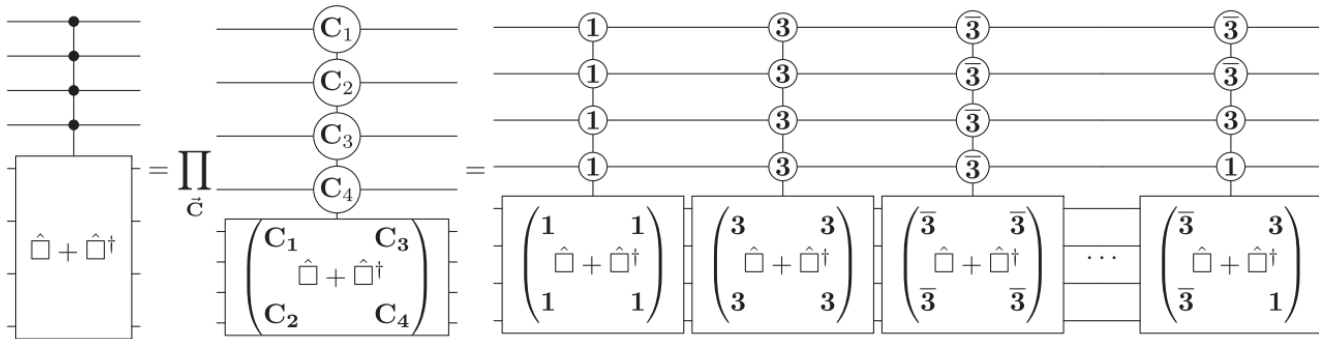 C₁ 1 3 3̅ 3̅
C₂ 1 3 3̅ 3̅
C₃ 1 3 3̅ 3
C₄ 1 3 3̅ 1
= ∏ =
C⃗
C₁ C₃ 1 1 3 3 3̅ 3̅ 3̅ 3
□̂ + □̂† □̂ + □̂† □̂ + □̂† □̂ + □̂† □̂ + □̂† ⋯ □̂ + □̂†
C₂ C₄ 1 1 3 3 3̅ 3̅ 3̅ 1